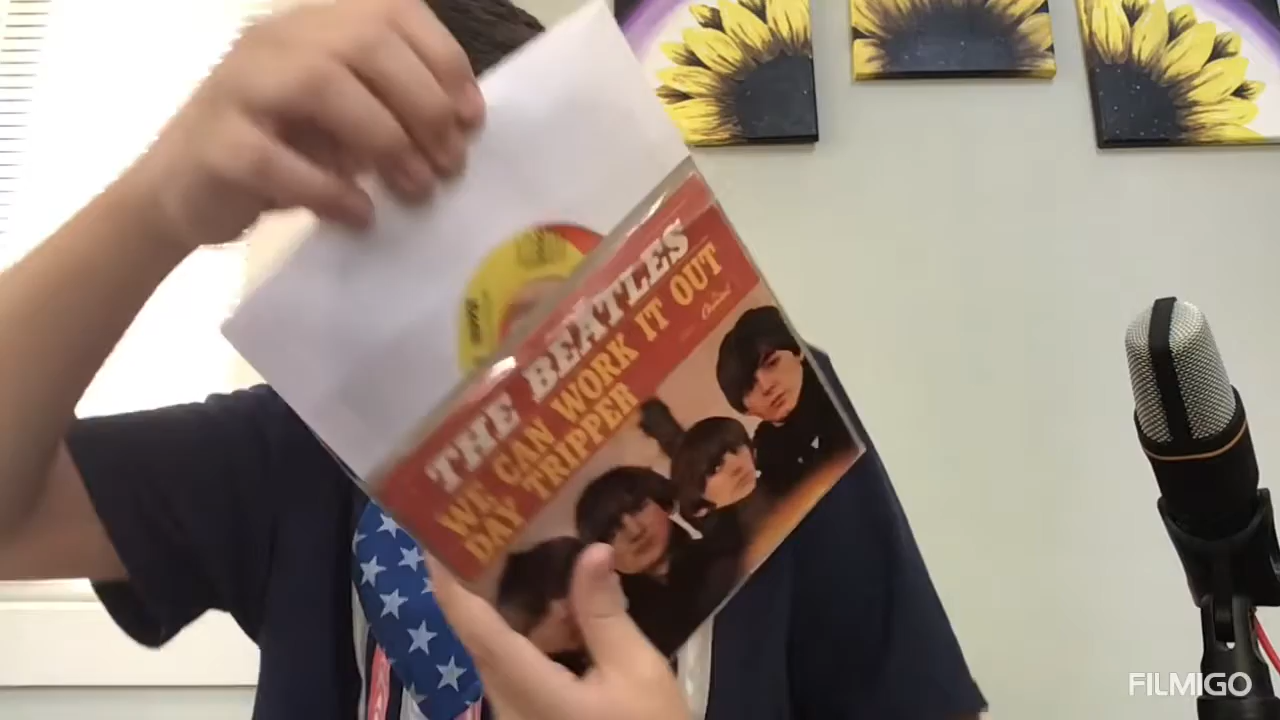 THE BEATLES
WE CAN WORK IT OUT
DAY TRIPPER
Capitol
FILMIGO